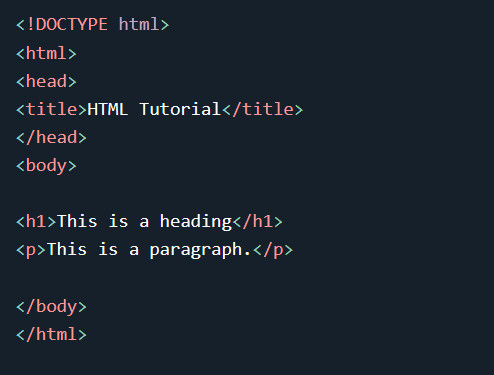 <!DOCTYPE html>
<html>
<head>
<title>HTML Tutorial</title>
</head>
<body>
<h1>This is a heading</h1>
<p>This is a paragraph.</p>
</body>
</html>